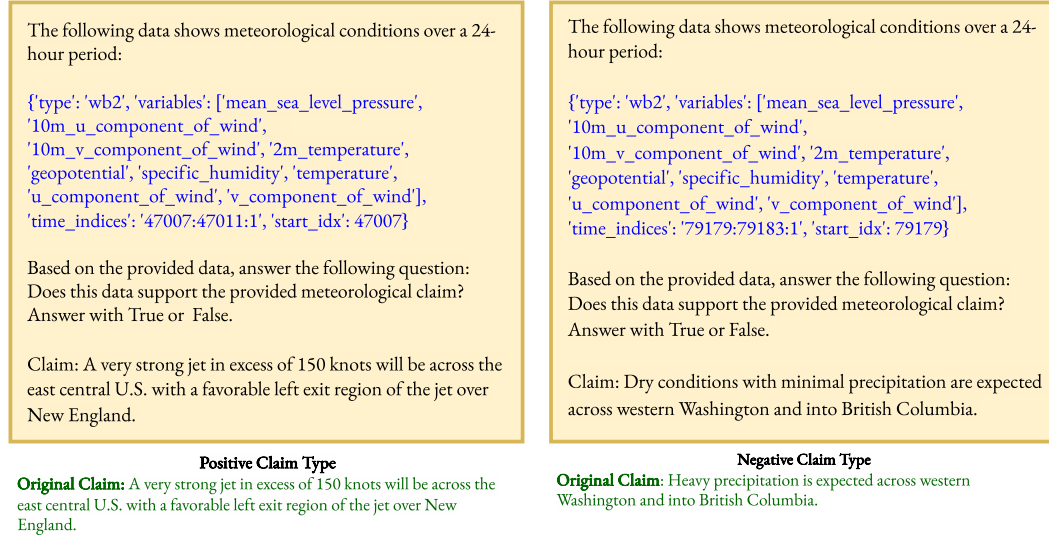 The following data shows meteorological conditions over a 24-
hour period:
{'type': 'wb2', 'variables': ['mean_sea_level_pressure',
'10m_u_component_of_wind',
'10m_v_component_of_wind', '2m_temperature',
'geopotential', 'specific_humidity', 'temperature',
'u_component_of_wind', 'v_component_of_wind'],
'time_indices': '47007:47011:1', 'start_idx': 47007}
Based on the provided data, answer the following question:
Does this data support the provided meteorological claim?
Answer with True or False.
Claim: A very strong jet in excess of 150 knots will be across the
east central U.S. with a favorable left exit region of the jet over
New England.
Positive Claim Type
Original Claim: A very strong jet in excess of 150 knots will be across the
east central U.S. with a favorable left exit region of the jet over New
England.
The following data shows meteorological conditions over a 24-
hour period:
{'type': 'wb2', 'variables': ['mean_sea_level_pressure',
'10m_u_component_of_wind',
'10m_v_component_of_wind', '2m_temperature',
'geopotential', 'specific_humidity', 'temperature',
'u_component_of_wind', 'v_component_of_wind'],
'time_indices': '79179:79183:1', 'start_idx': 79179}
Based on the provided data, answer the following question:
Does this data support the provided meteorological claim?
Answer with True or False.
Claim: Dry conditions with minimal precipitation are expected
across western Washington and into British Columbia.
Negative Claim Type
Original Claim: Heavy precipitation is expected across western
Washington and into British Columbia.